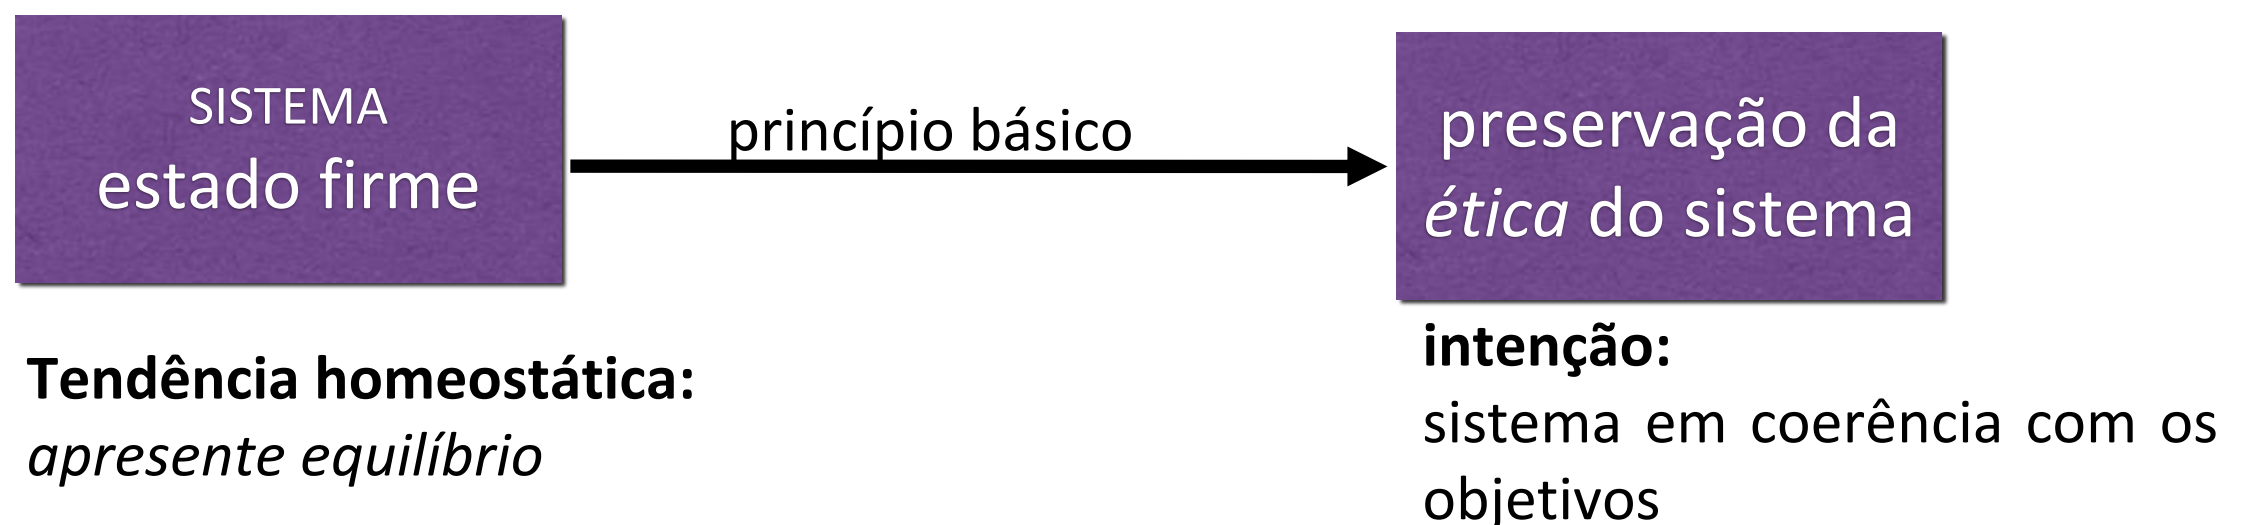 SISTEMA
estado firme
princípio básico
preservação da
ética do sistema
Tendência homeostática:
apresente equilíbrio
intenção:
sistema em coerência com os
objetivos